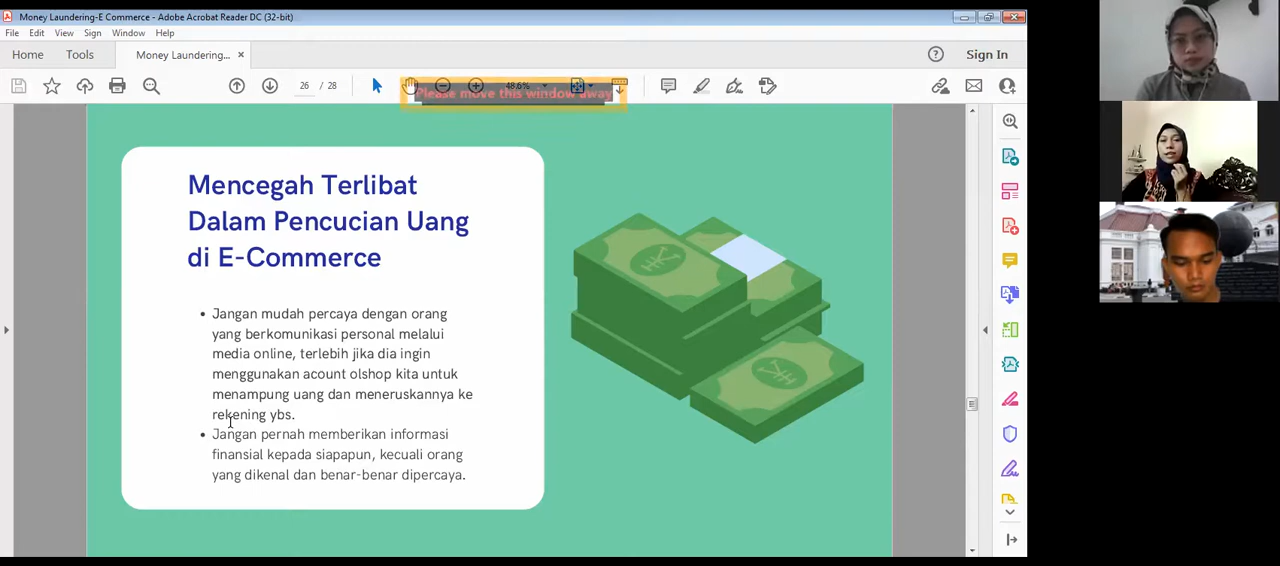 Money Laundering-E Commerce - Adobe Acrobat Reader DC (32-bit)
File Edit View Sign Window Help
Home Tools Money Laundering... × Sign In
26 / 28 48,6%
Please move this window away
Mencegah Terlibat
Dalam Pencucian Uang
di E-Commerce
• Jangan mudah percaya dengan orang
yang berkomunikasi personal melalui
media online, terlebih jika dia ingin
menggunakan acount olshop kita untuk
menampung uang dan meneruskannya ke
rekening ybs.
• Jangan pernah memberikan informasi
finansial kepada siapapun, kecuali orang
yang dikenal dan benar-benar dipercaya.